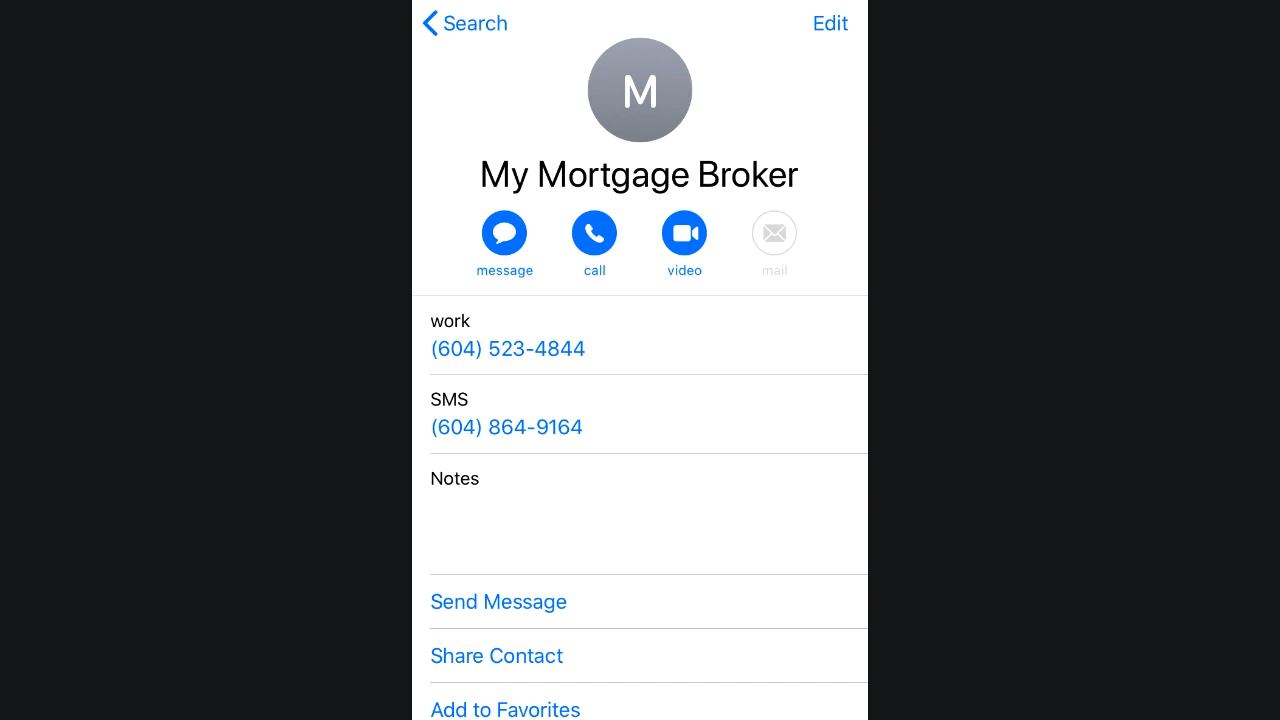 Search
Edit
M
My Mortgage Broker
message
call
video
mail
work
(604) 523-4844
SMS
(604) 864-9164
Notes
Send Message
Share Contact
Add to Favorites